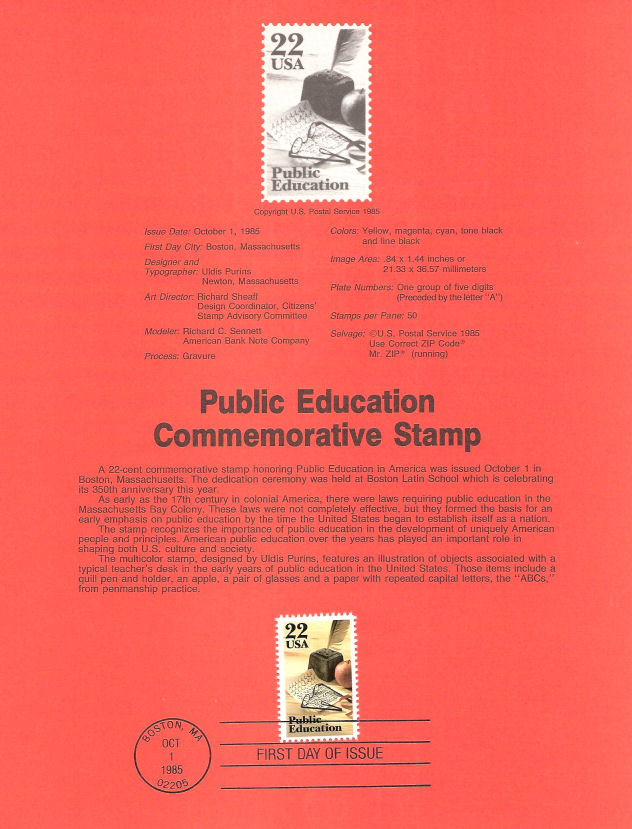 22
USA
Public
Education
Copyright U.S. Postal Service 1985
Issue Date: October 1, 1985
First Day City: Boston, Massachusetts
Designer and
Typographer: Uldis Purins
Newton, Massachusetts
Art Director: Richard Sheaff
Design Coordinator, Citizens'
Stamp Advisory Committee
Modeler: Richard C. Sennett
American Bank Note Company
Process: Gravure
Colors: Yellow, magenta, cyan, tone black
and line black
Image Area: .84 x 1.44 inches or
21.33 x 36.57 millimeters
Plate Numbers: One group of five digits
(Preceded by the letter "A")
Stamps per Pane: 50
Selvage: ©U.S. Postal Service 1985
Use Correct ZIP Code®
Mr. ZIP® (running)
Public Education
Commemorative Stamp
A 22-cent commemorative stamp honoring Public Education in America was issued October 1 in
Boston, Massachusetts. The dedication ceremony was held at Boston Latin School which is celebrating
its 350th anniversary this year.
As early as the 17th century in colonial America, there were laws requiring public education in the
Massachusetts Bay Colony. These laws were not completely effective, but they formed the basis for an
early emphasis on public education by the time the United States began to establish itself as a nation.
The stamp recognizes the importance of public education in the development of uniquely American
people and principles. American public education over the years has played an important role in
shaping both U.S. culture and society.
The multicolor stamp, designed by Uldis Purins, features an illustration of objects associated with a
typical teacher's desk in the early years of public education in the United States. Those items include a
quill pen and holder, an apple, a pair of glasses and a paper with repeated capital letters, the "ABCs,"
from penmanship practice.
22
USA
Public
Education
BOSTON, MA
OCT
1
1985
02205
FIRST DAY OF ISSUE